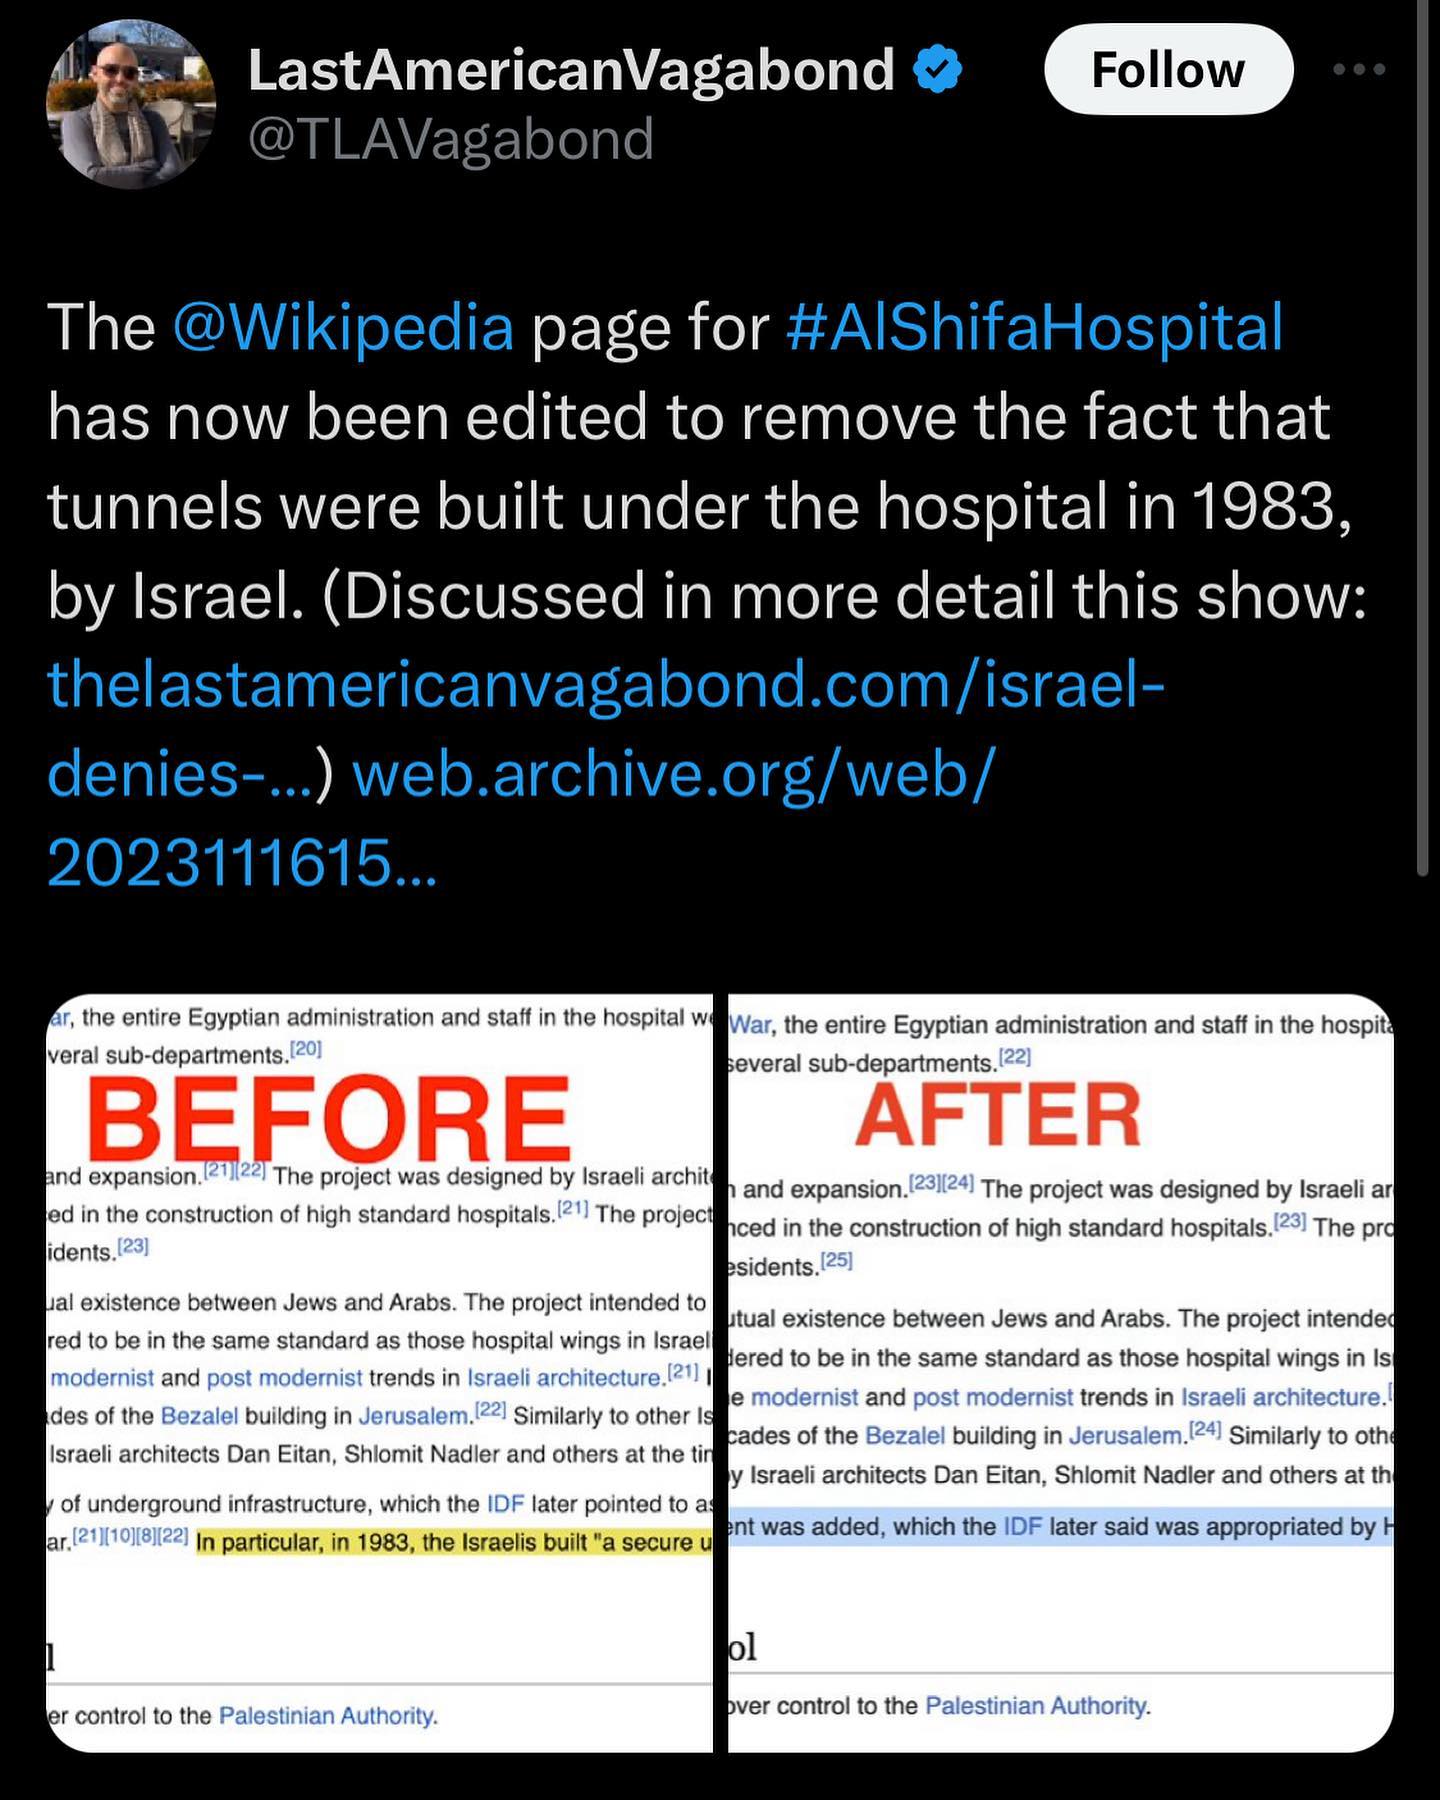 LastAmericanVagabond
Follow
@TLAVagabond
The @Wikipedia page for #AlShifaHospital
has now been edited to remove the fact that
tunnels were built under the hospital in 1983,
by Israel. (Discussed in more detail this show:
thelastamericanvagabond.com/israel-
denies-...) web.archive.org/web/
2023111615...
ar, the entire Egyptian administration and staff in the hospital we
veral sub-departments.[20]
BEFORE
and expansion.[21][22] The project was designed by Israeli archite
ed in the construction of high standard hospitals.[21] The project
idents.[23]
ual existence between Jews and Arabs. The project intended to
red to be in the same standard as those hospital wings in Israel
modernist and post modernist trends in Israeli architecture.[21] I
des of the Bezalel building in Jerusalem.[22] Similarly to other Is
Israeli architects Dan Eitan, Shlomit Nadler and others at the tim
y of underground infrastructure, which the IDF later pointed to as
ar.[21][10][8][22] In particular, in 1983, the Israelis built "a secure u
l
er control to the Palestinian Authority.
War, the entire Egyptian administration and staff in the hospita
several sub-departments.[22]
AFTER
n and expansion.[23][24] The project was designed by Israeli ar
nced in the construction of high standard hospitals.[23] The pro
esidents.[25]
utual existence between Jews and Arabs. The project intended
dered to be in the same standard as those hospital wings in Isr
e modernist and post modernist trends in Israeli architecture.[
cades of the Bezalel building in Jerusalem.[24] Similarly to othe
y Israeli architects Dan Eitan, Shlomit Nadler and others at the
ent was added, which the IDF later said was appropriated by H
ol
over control to the Palestinian Authority.